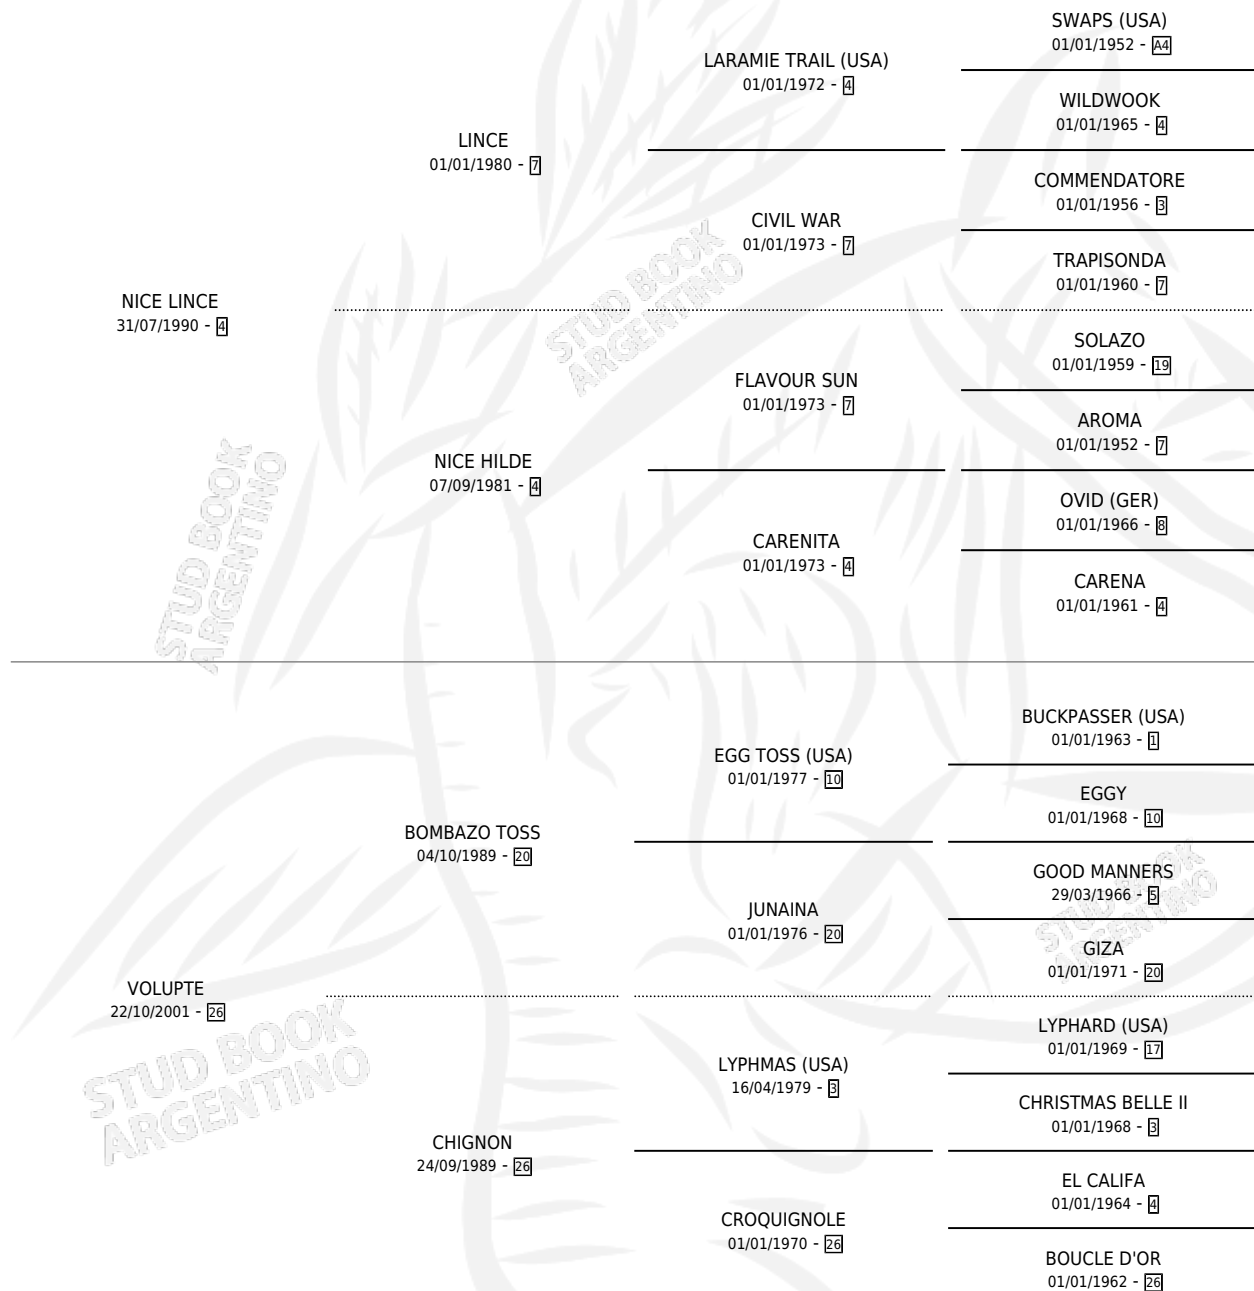 SWAPS (USA)
01/01/1952 - A4
LARAMIE TRAIL (USA)
01/01/1972 - 4
WILDWOOK
01/01/1965 - 4
LINCE
01/01/1980 - 7
COMMENDATORE
01/01/1956 - 3
CIVIL WAR
01/01/1973 - 7
TRAPISONDA
01/01/1960 - 7
NICE LINCE
31/07/1990 - 4
SOLAZO
01/01/1959 - 19
FLAVOUR SUN
01/01/1973 - 7
AROMA
01/01/1952 - 7
NICE HILDE
07/09/1981 - 4
OVID (GER)
01/01/1966 - 8
CARENITA
01/01/1973 - 4
CARENA
01/01/1961 - 4
BUCKPASSER (USA)
01/01/1963 - 1
EGG TOSS (USA)
01/01/1977 - 10
EGGY
01/01/1968 - 10
BOMBAZO TOSS
04/10/1989 - 20
GOOD MANNERS
29/03/1966 - 5
JUNAINA
01/01/1976 - 20
GIZA
01/01/1971 - 20
VOLUPTE
22/10/2001 - 26
LYPHARD (USA)
01/01/1969 - 17
LYPHMAS (USA)
16/04/1979 - 3
CHRISTMAS BELLE II
01/01/1968 - 3
CHIGNON
24/09/1989 - 26
EL CALIFA
01/01/1964 - 4
CROQUIGNOLE
01/01/1970 - 26
BOUCLE D'OR
01/01/1962 - 26
STUD BOOK
ARGENTINO
STUD BOOK
ARGENTINO
STUD BOOK
ARGENTINO
STUD BOOK
ARGENTINO